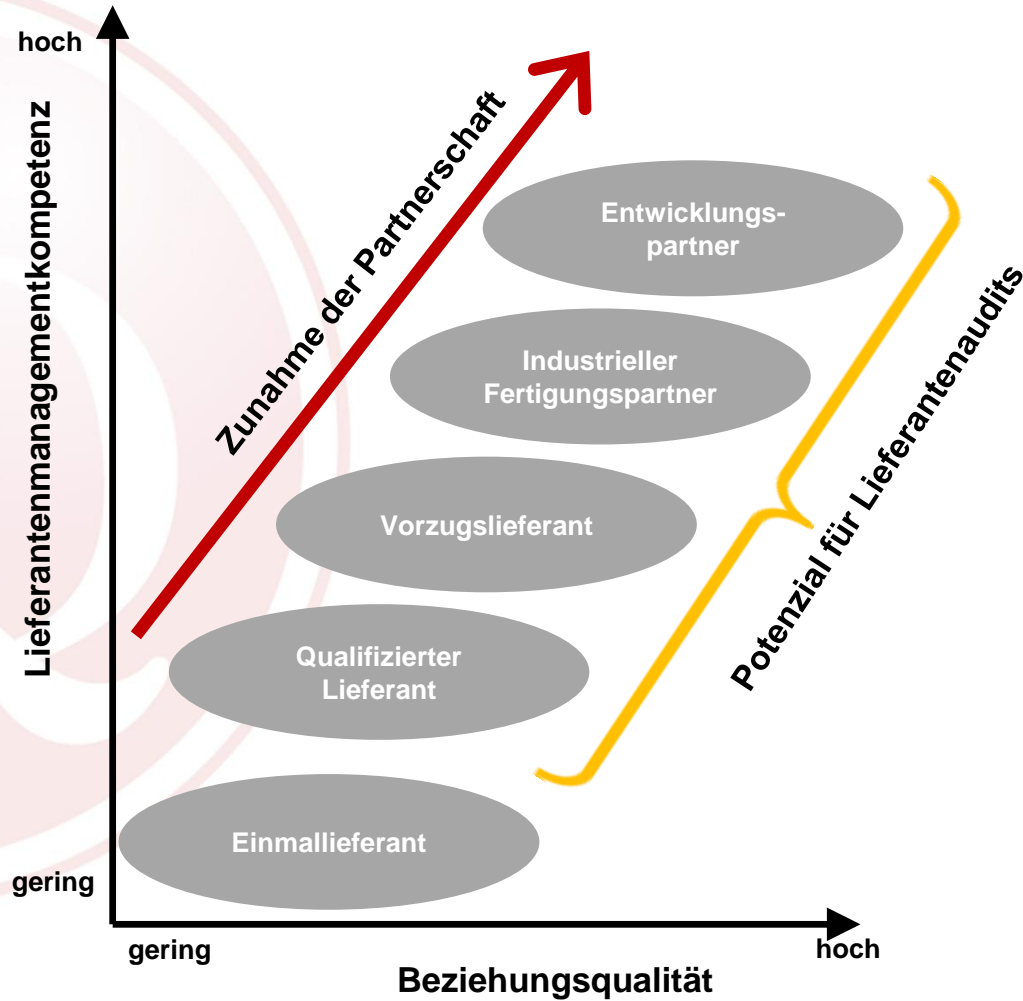 hoch
Lieferantenmanagementkompetenz
Zunahme der Partnerschaft
Entwicklungs-
partner
Industrieller
Fertigungspartner
Vorzugslieferant
Qualifizierter
Lieferant
Einmallieferant
Potenzial für Lieferantenaudits
gering
gering
hoch
Beziehungsqualität